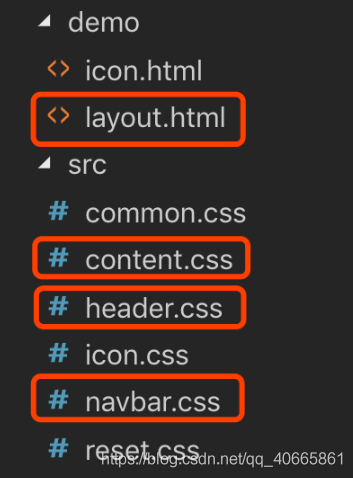 demo
<> icon.html
<> layout.html
src
# common.css
# content.css
# header.css
# icon.css
# navbar.css
# reset.css
https://blog.csdn.net/qq_40665861